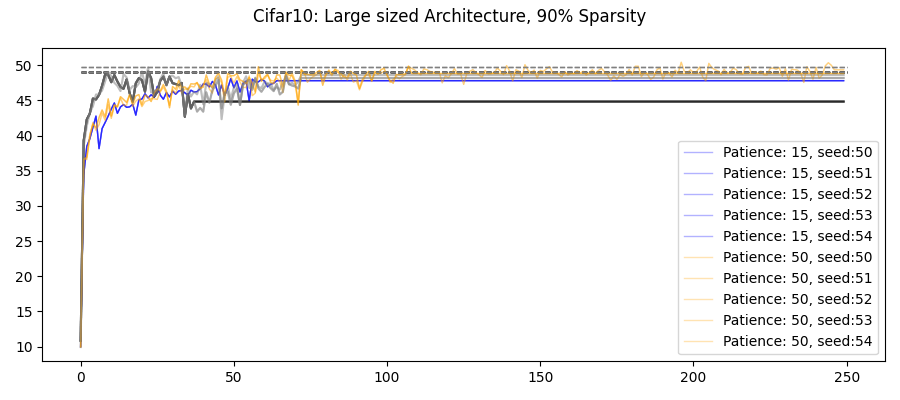 Cifar10: Large sized Architecture, 90% Sparsity
50
45
40
35
30
25
20
15
10
Patience: 15, seed:50
Patience: 15, seed:51
Patience: 15, seed:52
Patience: 15, seed:53
Patience: 15, seed:54
Patience: 50, seed:50
Patience: 50, seed:51
Patience: 50, seed:52
Patience: 50, seed:53
Patience: 50, seed:54
0 50 100 150 200 250